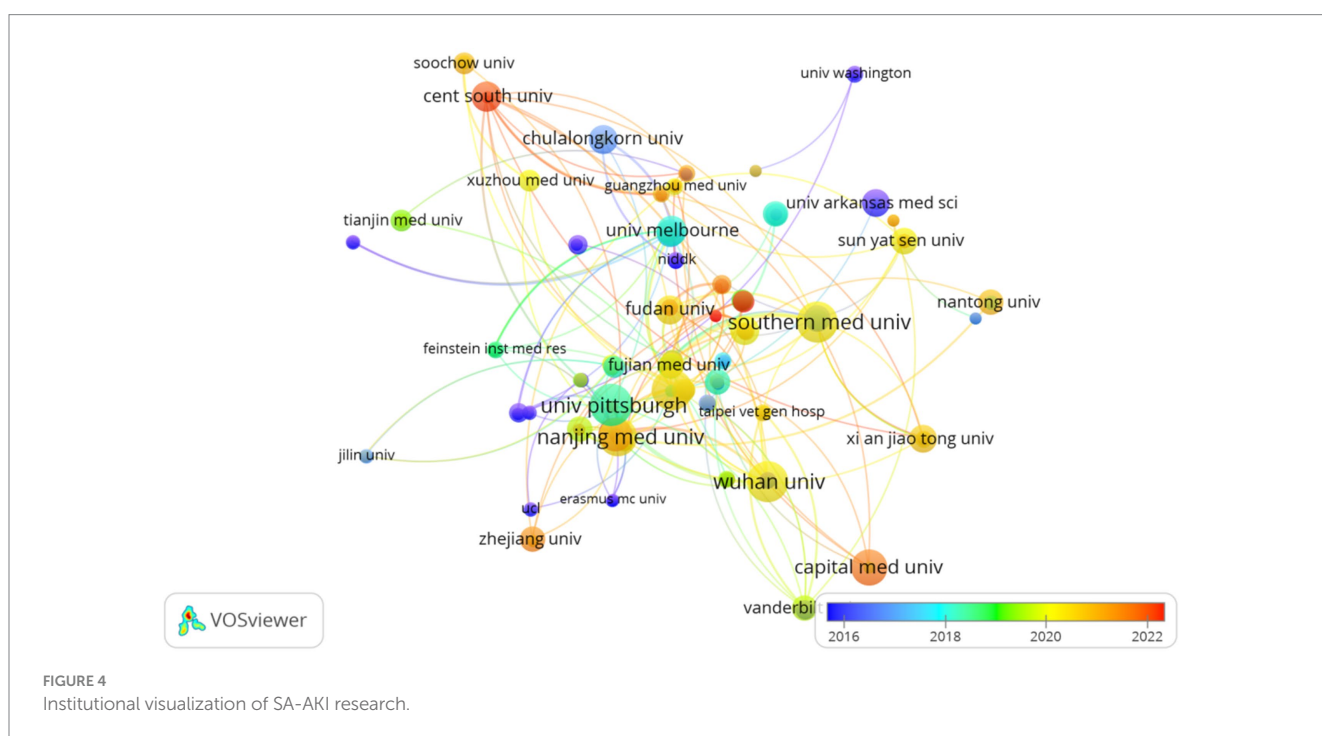 soochow univ
univ washington
cent south univ
chulalongkorn univ
xuzhou med univ
guangzhou med univ
univ arkansas med sci
tianjin med univ
univ melbourne
sun yat sen univ
niddk
nantong univ
fudan univ
southern med univ
feinstein inst med res
fujian med univ
univ pittsburgh
taipei vet gen hosp
nanjing med univ
xi an jiao tong univ
jilin univ
wuhan univ
erasmus mc univ
ucl
zhejiang univ
capital med univ
vanderbilt
VOSviewer
2016 2018 2020 2022
FIGURE 4
Institutional visualization of SA-AKI research.